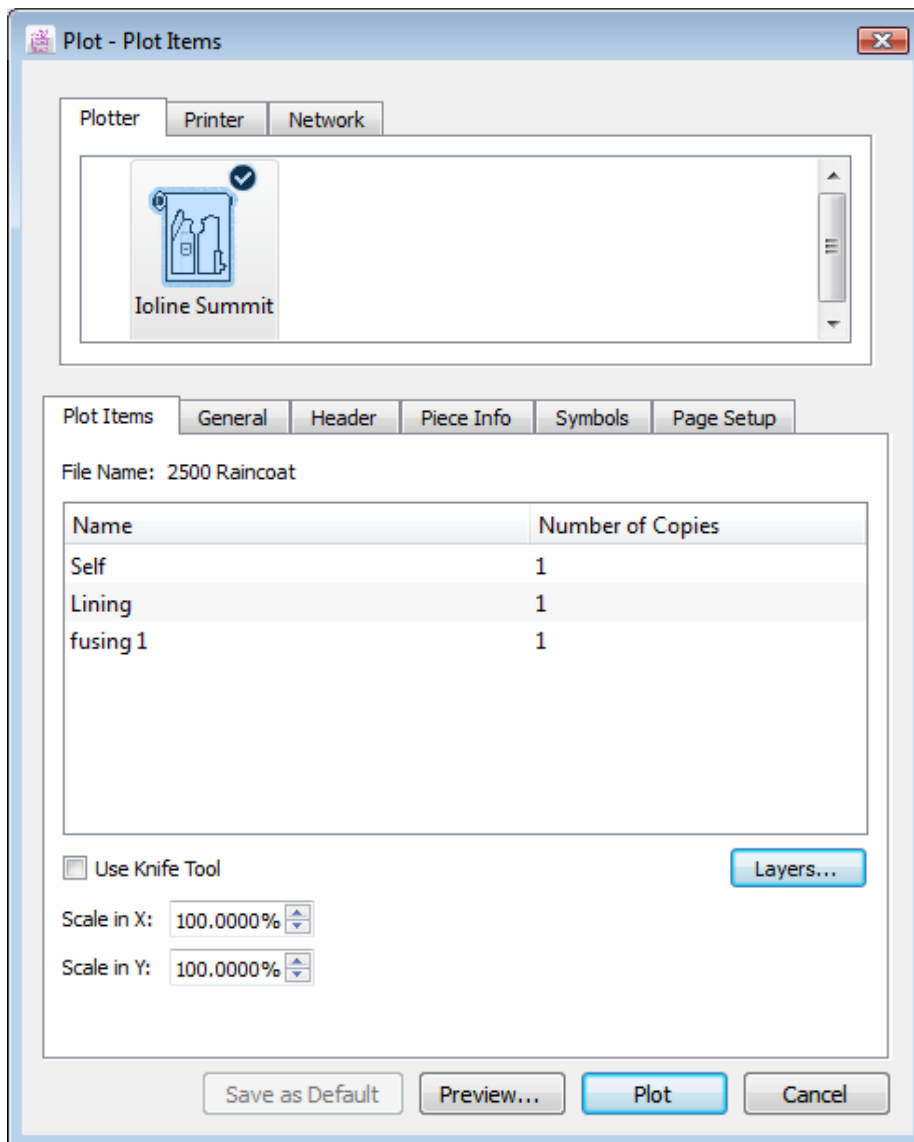 Plot - Plot Items
Plotter Printer Network
Ioline Summit
Plot Items General Header Piece Info Symbols Page Setup
File Name: 2500 Raincoat
Name Number of Copies
Self 1
Lining 1
fusing 1 1
Use Knife Tool Layers...
Scale in X: 100.0000%
Scale in Y: 100.0000%
Save as Default Preview... Plot Cancel